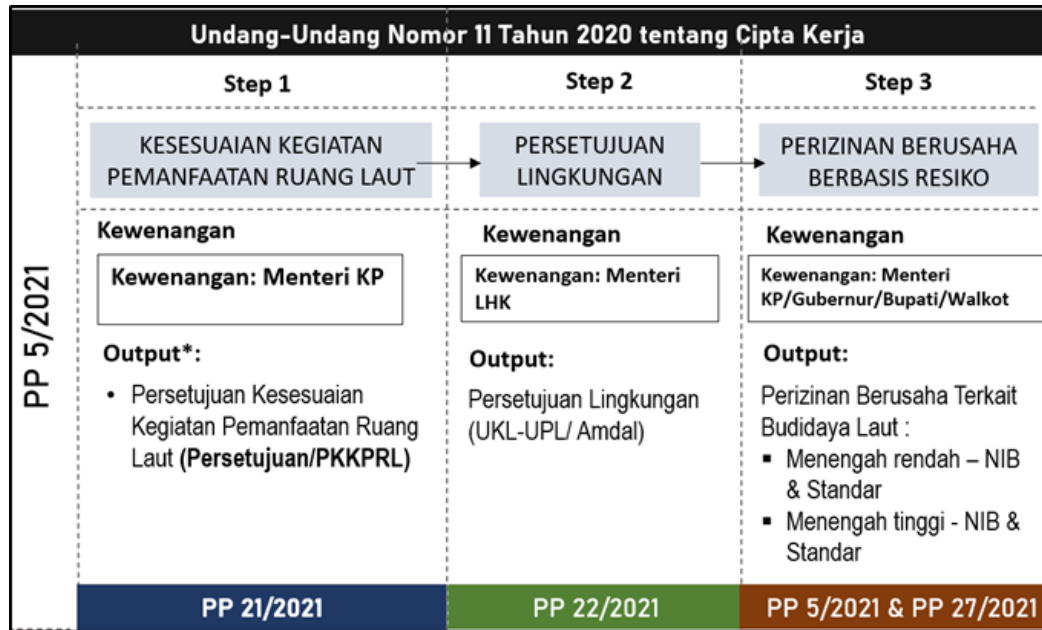 Undang-Undang Nomor 11 Tahun 2020 tentang Cipta Kerja
PP 5/2021
Step 1
KESESUAIAN KEGIATAN
PEMANFAATAN RUANG LAUT
Kewenangan
Kewenangan: Menteri KP
Output*:
• Persetujuan Kesesuaian
Kegiatan Pemanfaatan Ruang
Laut (Persetujuan/PKKPRL)
PP 21/2021
Step 2
PERSETUJUAN
LINGKUNGAN
Kewenangan
Kewenangan: Menteri
LHK
Output:
Persetujuan Lingkungan
(UKL-UPL/ Amdal)
PP 22/2021
Step 3
PERIZINAN BERUSAHA
BERBASIS RESIKO
Kewenangan
Kewenangan: Menteri
KP/Gubernur/Bupati/Walkot
Output:
Perizinan Berusaha Terkait
Budidaya Laut :
▪ Menengah rendah – NIB
& Standar
▪ Menengah tinggi - NIB &
Standar
PP 5/2021 & PP 27/2021